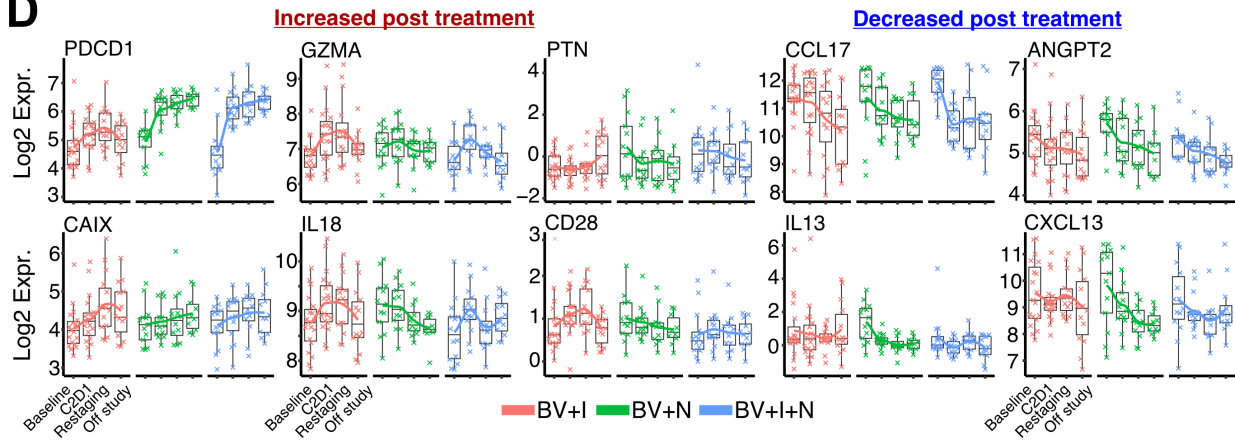 D
Increased post treatment
Decreased post treatment
PDCD1
GZMA
PTN
CCL17
ANGPT2
Log2 Expr.
7
6
5
4
3
9
8
7
6
4
2
0
−2
12
11
10
9
8
7
6
5
4
CAIX
IL18
CD28
IL13
CXCL13
Log2 Expr.
6
5
4
3
10
9
8
3
2
1
0
6
4
2
0
11
10
9
8
7
Baseline
C2D1
Restaging
Off study
Baseline
C2D1
Restaging
Off study
Baseline
C2D1
Restaging
Off study
BV+I
BV+N
BV+I+N